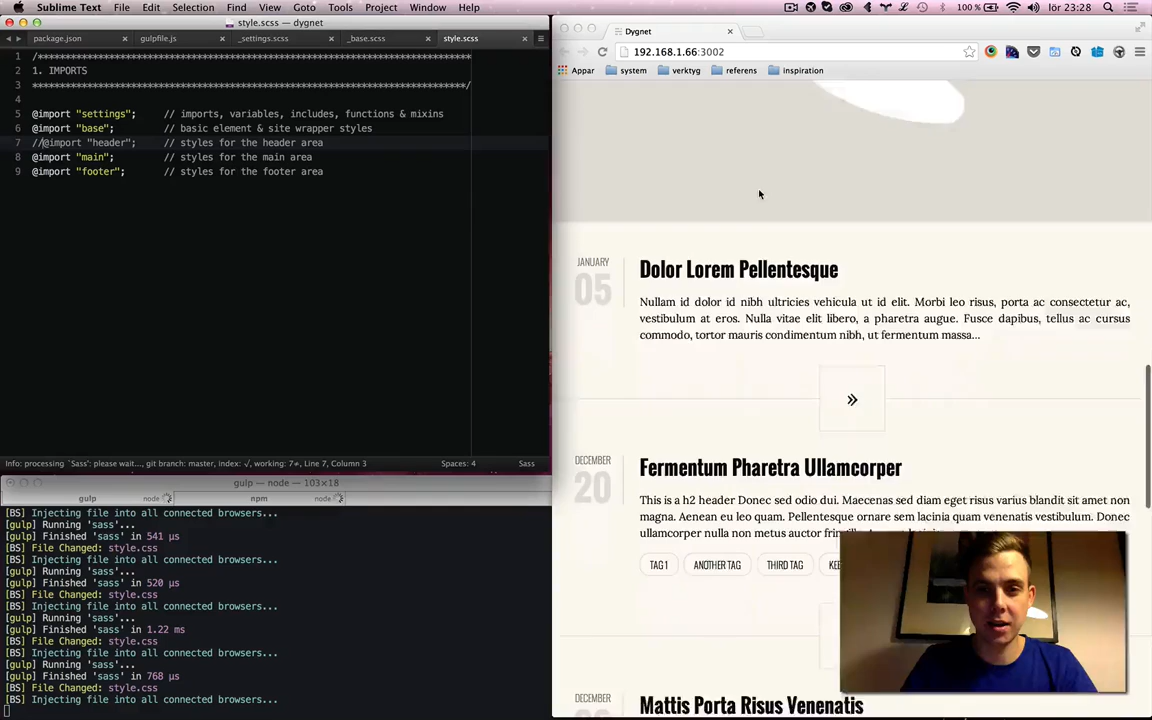 Sublime Text File Edit Selection Find View Goto Tools Project Window Help 100 % lör 23:28
style.scss — dygnet
package.json × gulpfile.js × _settings.scss × _base.scss × style.scss ×
1 /******************************************************************************
2 1. IMPORTS
3 ******************************************************************************/
4
5 @import "settings"; // imports, variables, includes, functions & mixins
6 @import "base"; // basic element & site wrapper styles
7 //@import "header"; // styles for the header area
8 @import "main"; // styles for the main area
9 @import "footer"; // styles for the footer area
Info: processing `Sass`: please wait..., git branch: master, index: √, working: 7≠, Line 7, Column 3 Spaces: 4 Sass
gulp — node — 103×18
gulp node npm node
[BS] Injecting file into all connected browsers...
[gulp] Running 'sass'...
[gulp] Finished 'sass' in 541 μs
[BS] File Changed: style.css
[BS] Injecting file into all connected browsers...
[gulp] Running 'sass'...
[gulp] Finished 'sass' in 520 μs
[BS] File Changed: style.css
[BS] Injecting file into all connected browsers...
[gulp] Running 'sass'...
[gulp] Finished 'sass' in 1.22 ms
[BS] File Changed: style.css
[BS] Injecting file into all connected browsers...
[gulp] Running 'sass'...
[gulp] Finished 'sass' in 768 μs
[BS] File Changed: style.css
[BS] Injecting file into all connected browsers...
Dygnet ×
192.168.1.66:3002
Appar system verktyg referens inspiration
JANUARY
05
Dolor Lorem Pellentesque
Nullam id dolor id nibh ultricies vehicula ut id elit. Morbi leo risus, porta ac consectetur ac,
vestibulum at eros. Nulla vitae elit libero, a pharetra augue. Fusce dapibus, tellus ac cursus
commodo, tortor mauris condimentum nibh, ut fermentum massa...
»
DECEMBER
20
Fermentum Pharetra Ullamcorper
This is a h2 header Donec sed odio dui. Maecenas sed diam eget risus varius blandit sit amet non
magna. Aenean eu leo quam. Pellentesque ornare sem lacinia quam venenatis vestibulum. Donec
ullamcorper nulla non metus auctor
TAG 1 ANOTHER TAG THIRD TAG
DECEMBER
Mattis Porta Risus Venenatis